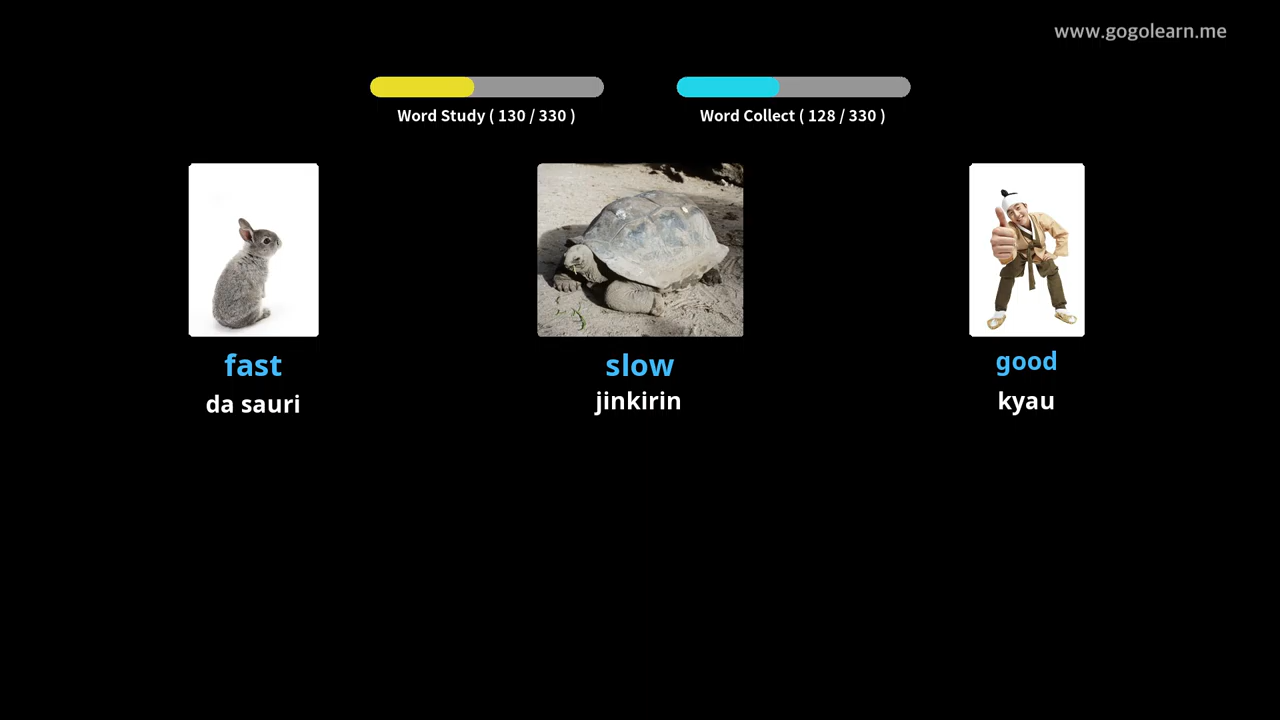 www.gogolearn.me
Word Study ( 130 / 330 )
Word Collect ( 128 / 330 )
fast
slow
good
da sauri
jinkirin
kyau